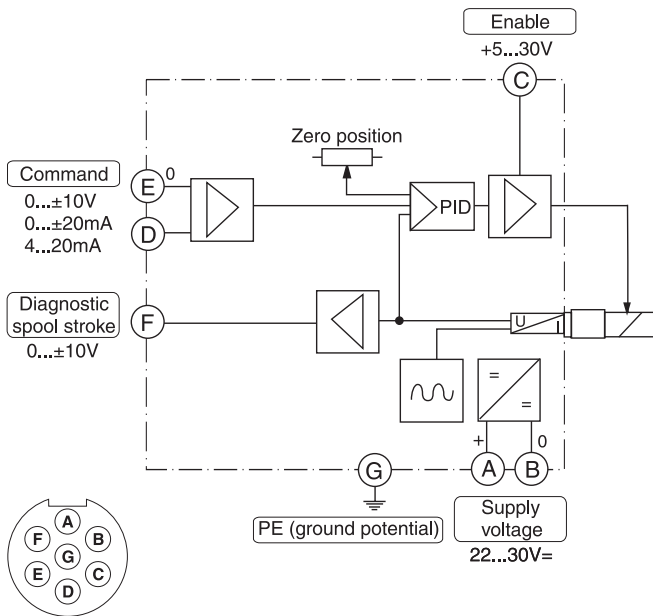 Enable
+5...30V
C
Zero position
Command
0...±10V
0...±20mA
4...20mA
E
0
D
PID
Diagnostic
spool stroke
0...±10V
F
U
I
=
=
+
0
G
A
B
PE (ground potential)
Supply
voltage
22...30V=
A
F
B
G
E
C
D